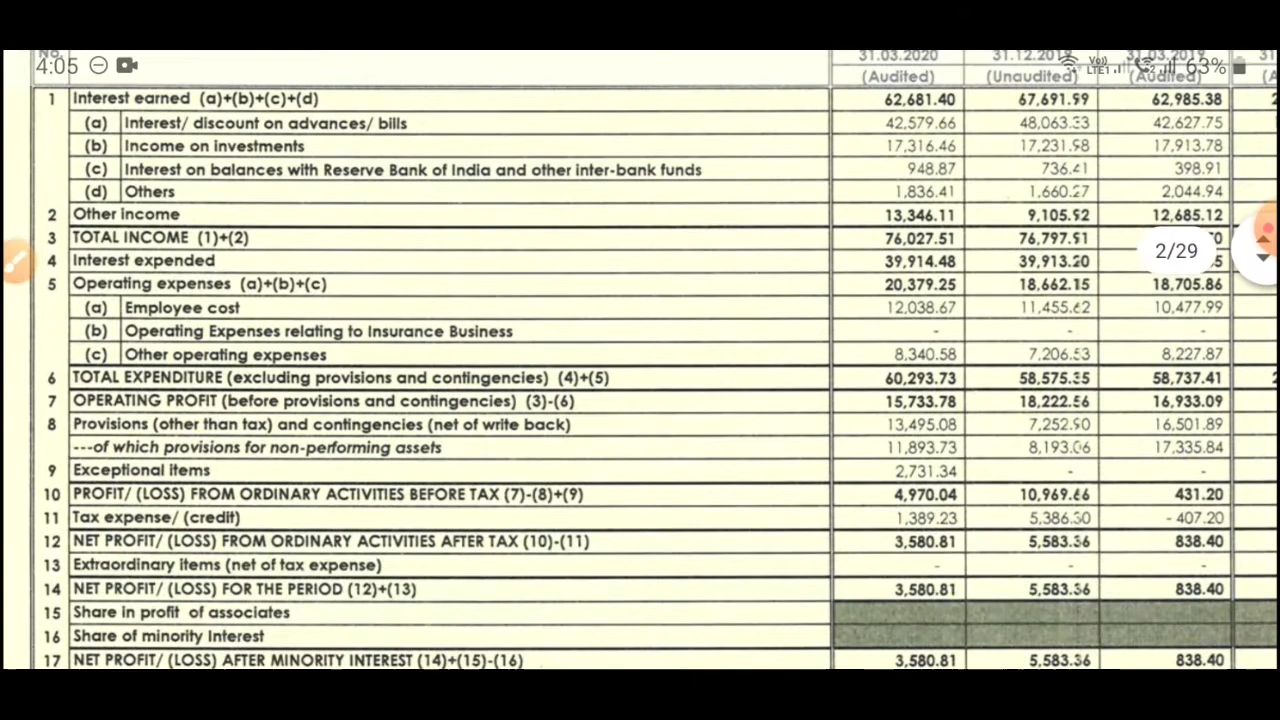 No.
31.03.2020 31.12.2019 31.03.2019
4:05 LTE1 63%
(Audited) (Unaudited) (Audited)
1 Interest earned (a)+(b)+(c)+(d) 62,681.40 67,691.99 62,985.38
(a) Interest/ discount on advances/ bills 42,579.66 48,063.33 42,627.75
(b) Income on investments 17,316.46 17,231.98 17,913.78
(c) Interest on balances with Reserve Bank of India and other inter-bank funds 948.87 736.41 398.91
(d) Others 1,836.41 1,660.27 2,044.94
2 Other income 13,346.11 9,105.92 12,685.12
3 TOTAL INCOME (1)+(2) 76,027.51 76,797.91
2/29
4 Interest expended 39,914.48 39,913.20
5 Operating expenses (a)+(b)+(c) 20,379.25 18,662.15 18,705.86
(a) Employee cost 12,038.67 11,455.62 10,477.99
(b) Operating Expenses relating to Insurance Business - - -
(c) Other operating expenses 8,340.58 7,206.53 8,227.87
6 TOTAL EXPENDITURE (excluding provisions and contingencies) (4)+(5) 60,293.73 58,575.35 58,737.41
7 OPERATING PROFIT (before provisions and contingencies) (3)-(6) 15,733.78 18,222.56 16,933.09
8 Provisions (other than tax) and contingencies (net of write back) 13,495.08 7,252.90 16,501.89
---of which provisions for non-performing assets 11,893.73 8,193.06 17,335.84
9 Exceptional items 2,731.34 - -
10 PROFIT/ (LOSS) FROM ORDINARY ACTIVITIES BEFORE TAX (7)-(8)+(9) 4,970.04 10,969.66 431.20
11 Tax expense/ (credit) 1,389.23 5,386.30 - 407.20
12 NET PROFIT/ (LOSS) FROM ORDINARY ACTIVITIES AFTER TAX (10)-(11) 3,580.81 5,583.36 838.40
13 Extraordinary items (net of tax expense) - - -
14 NET PROFIT/ (LOSS) FOR THE PERIOD (12)+(13) 3,580.81 5,583.36 838.40
15 Share in profit of associates
16 Share of minority Interest
17 NET PROFIT/ (LOSS) AFTER MINORITY INTEREST (14)+(15)-(16) 3,580.81 5,583.36 838.40